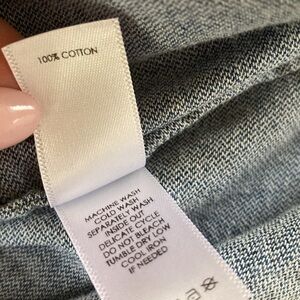 100% COTTON
MACHINE WASH
COLD WASH
SEPARATELY WASH
INSIDE OUT
DELICATE CYCLE
DO NOT BLEACH
TUMBLE DRY LOW
COOL IRON
IF NEEDED